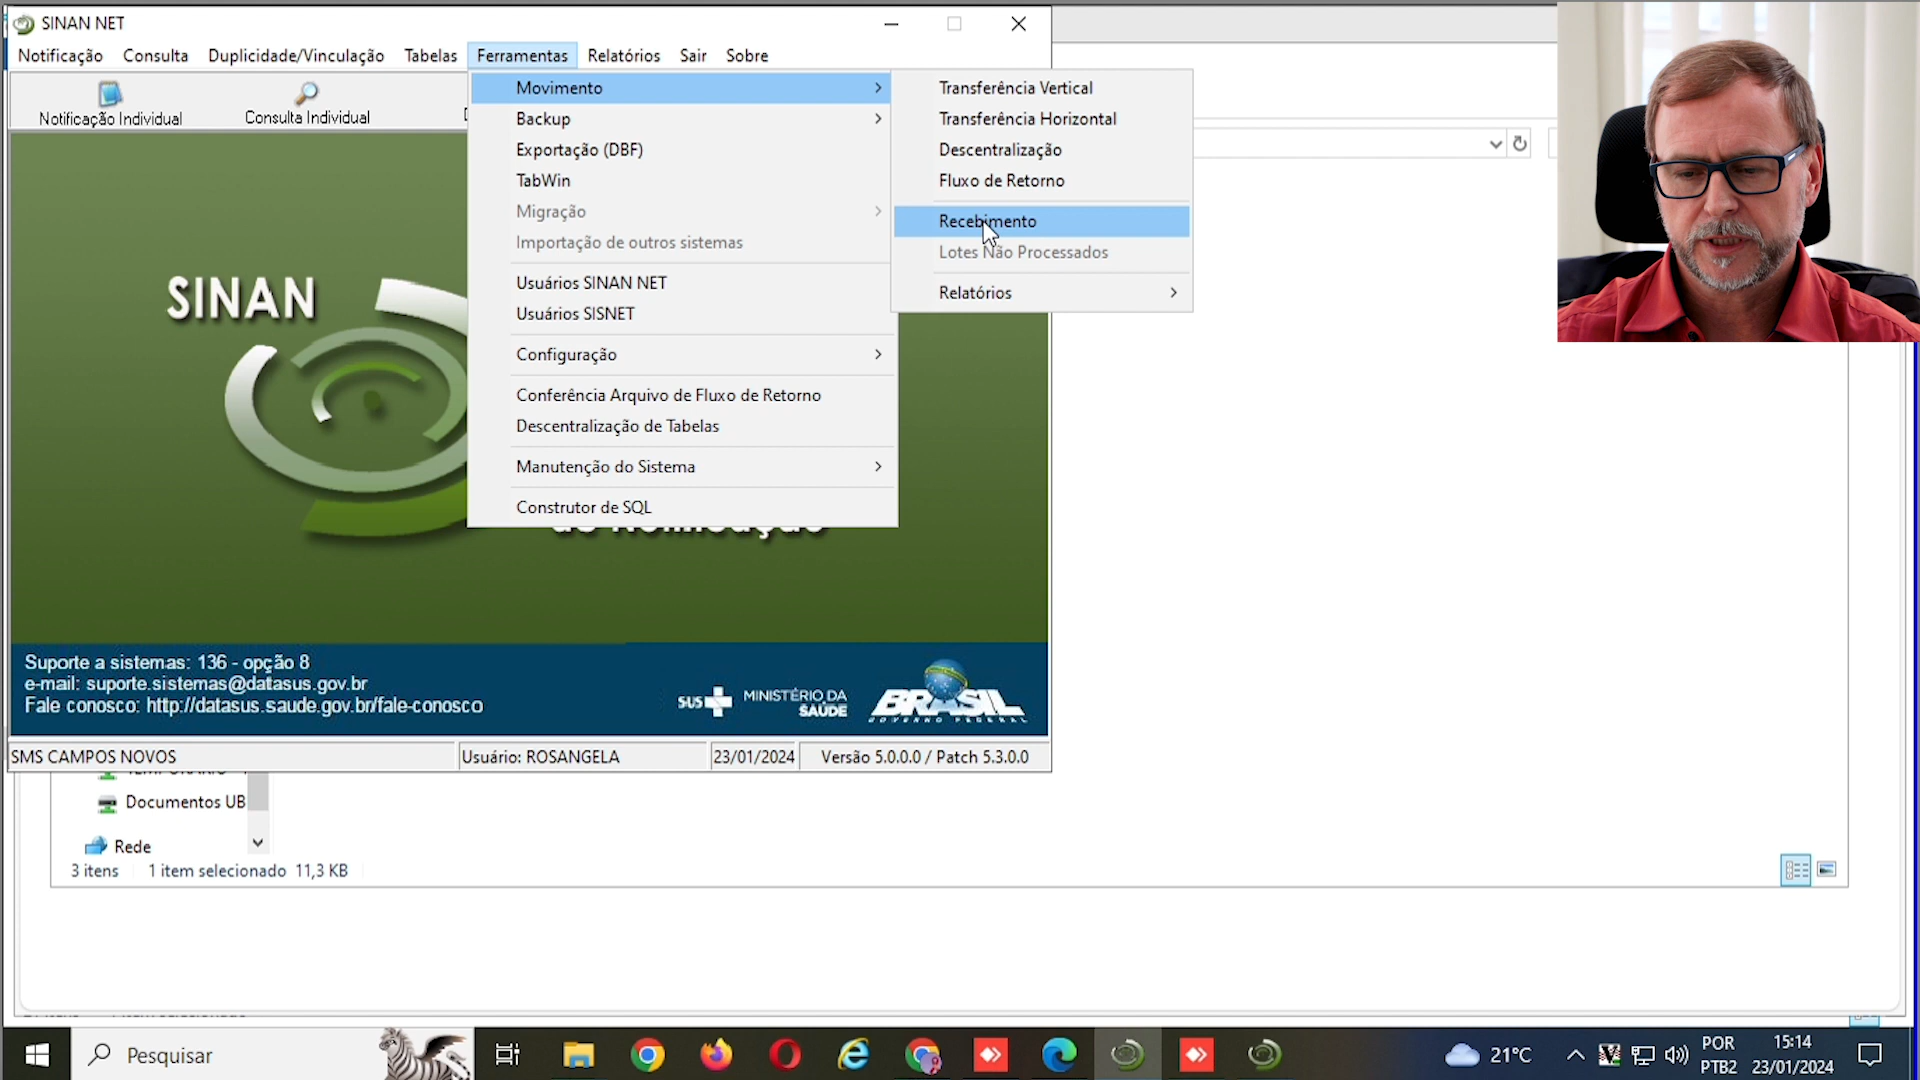 SINAN NET
Notificação Consulta Duplicidade/Vinculação Tabelas Ferramentas Relatórios Sair Sobre
Notificação Individual
Consulta Individual
Movimento
Backup
Exportação (DBF)
TabWin
Migração
Importação de outros sistemas
Usuários SINAN NET
Usuários SISNET
Configuração
Conferência Arquivo de Fluxo de Retorno
Descentralização de Tabelas
Manutenção do Sistema
Construtor de SQL
Transferência Vertical
Transferência Horizontal
Descentralização
Fluxo de Retorno
Recebimento
Lotes Não Processados
Relatórios
SINAN
de Notificação
Suporte a sistemas: 136 - opção 8
e-mail: suporte.sistemas@datasus.gov.br
Fale conosco: http://datasus.saude.gov.br/fale-conosco
SUS
MINISTÉRIO DA
SAÚDE
BRASIL
GOVERNO FEDERAL
SMS CAMPOS NOVOS
Usuário: ROSANGELA
23/01/2024
Versão 5.0.0.0 / Patch 5.3.0.0
Documentos UB
Rede
3 itens 1 item selecionado 11,3 KB
Pesquisar
21°C
POR
PTB2
15:14
23/01/2024